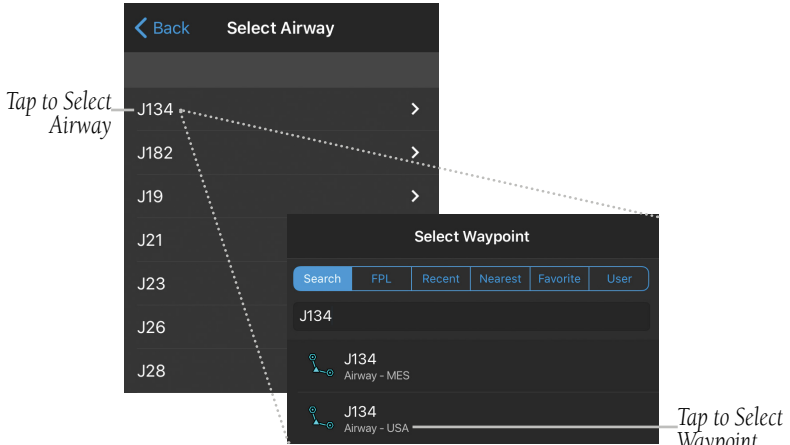 Back
Select Airway
Tap to Select
Airway
J134
J182
J19
J21
J23
J26
J28
Select Waypoint
Search FPL Recent Nearest Favorite User
J134
J134
Airway - MES
J134
Airway - USA
Tap to Select
Waypoint